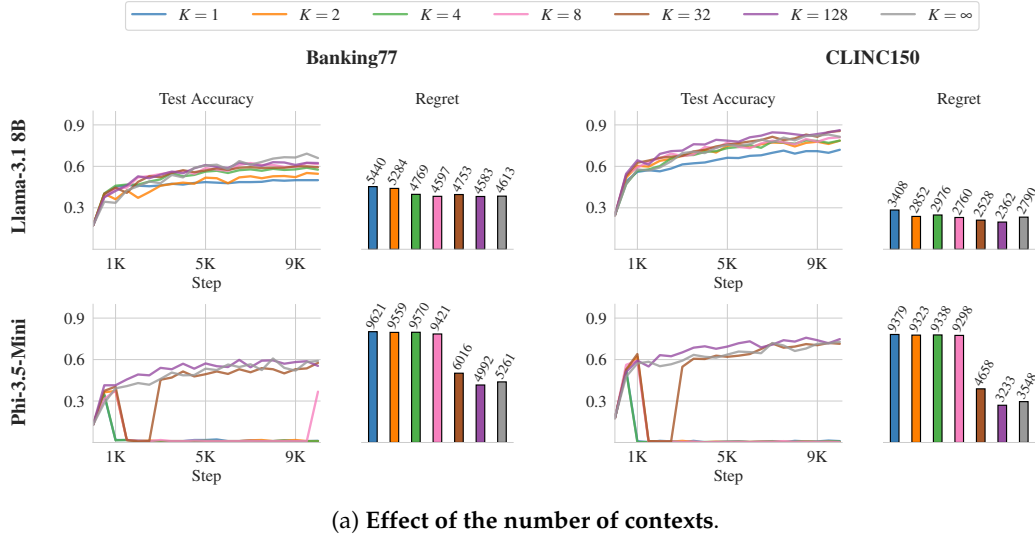 K = 1 K = 2 K = 4 K = 8 K = 32 K = 128 K = ∞
Banking77 CLINC150
Llama-3.1 8B
Test Accuracy Regret Test Accuracy Regret
0.9
0.6
0.3
1K 5K 9K
Step
5440 5284 4769 4597 4753 4583 4613
0.9
0.6
0.3
1K 5K 9K
Step
3408 2852 2976 2760 2528 2362 2790
Phi-3.5-Mini
0.9
0.6
0.3
1K 5K 9K
Step
9621 9559 9570 9421 6016 4992 5261
0.9
0.6
0.3
1K 5K 9K
Step
9379 9323 9338 9298 4658 3233 3548
(a) Effect of the number of contexts.